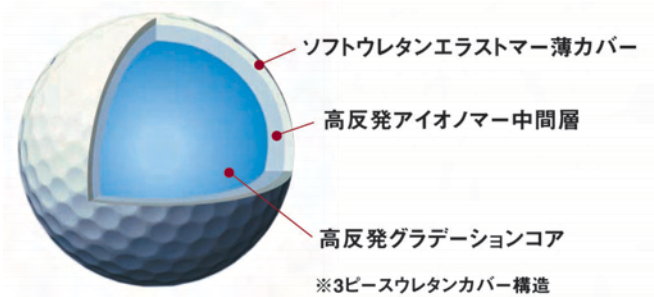 ソフトウレタンエラストマー薄カバー
高反発アイオノマー中間層
高反発グラデーションコア
※3ピースウレタンカバー構造